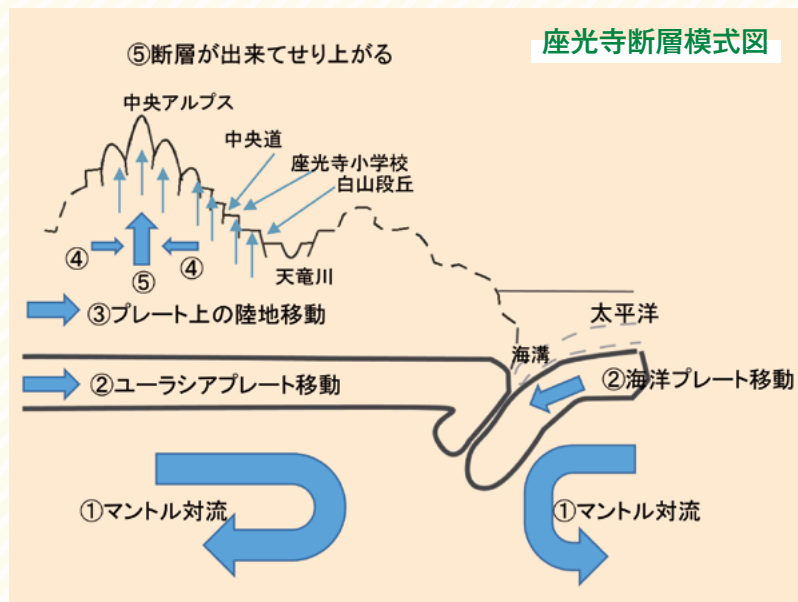 座光寺断層模式図
⑤断層が出来てせり上がる
中央アルプス
中央道
座光寺小学校
白山段丘
④
④
⑤
天竜川
③プレート上の陸地移動
太平洋
海溝
②ユーラシアプレート移動
②海洋プレート移動
①マントル対流
①マントル対流